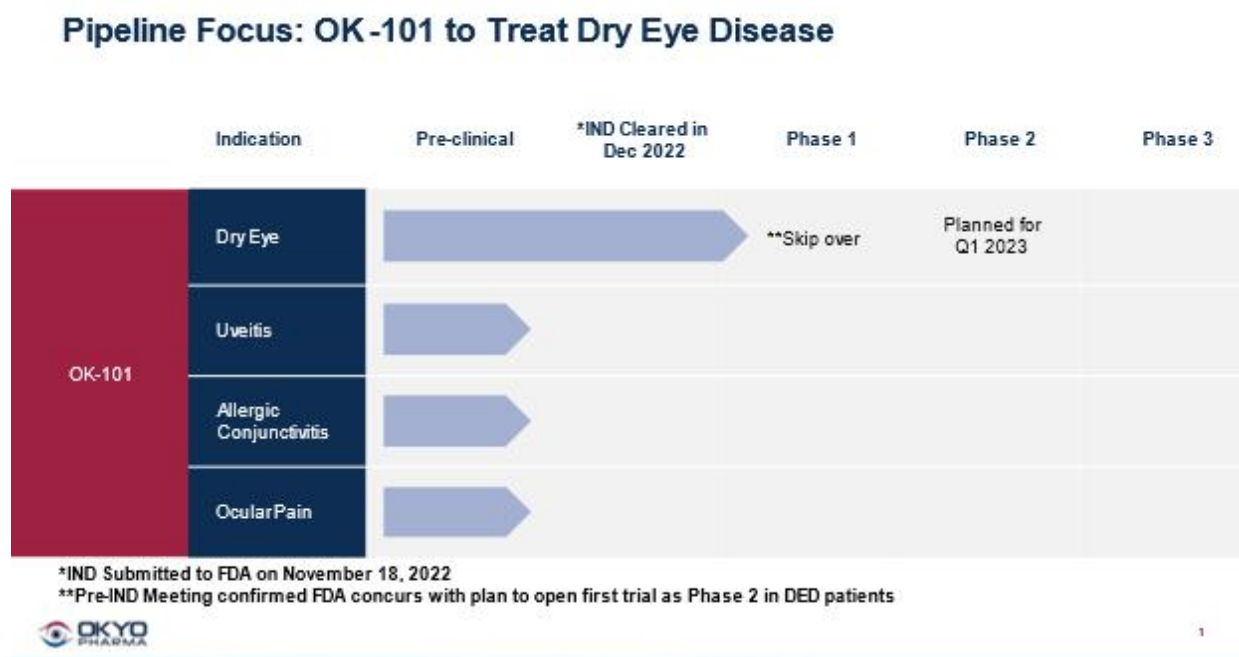 Pipeline Focus: OK-101 to Treat Dry Eye Disease
Indication
Pre-clinical
*IND Cleared in
Dec 2022
Phase 1
Phase 2
Phase 3
OK-101
Dry Eye
**Skip over
Planned for
Q1 2023
Uveitis
Allergic
Conjunctivitis
Ocular Pain
*IND Submitted to FDA on November 18, 2022
**Pre-IND Meeting confirmed FDA concurs with plan to open first trial as Phase 2 in DED patients
OKYO
PHARMA
1